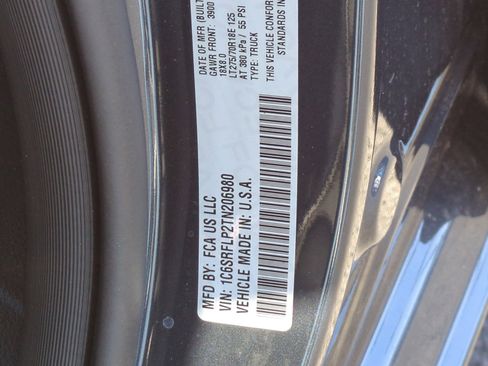 MFD BY: FCA US LLC
VIN: 1C6SRFLP2TN206980
VEHICLE MADE IN: U.S.A.
DATE OF MFR (BUILT
GAWR FRONT: 3900
18X8.0
LT275/70R18E 125
AT 380 kPa / 55 PSI
TYPE: TRUCK
THIS VEHICLE CONFOR
STANDARDS IN